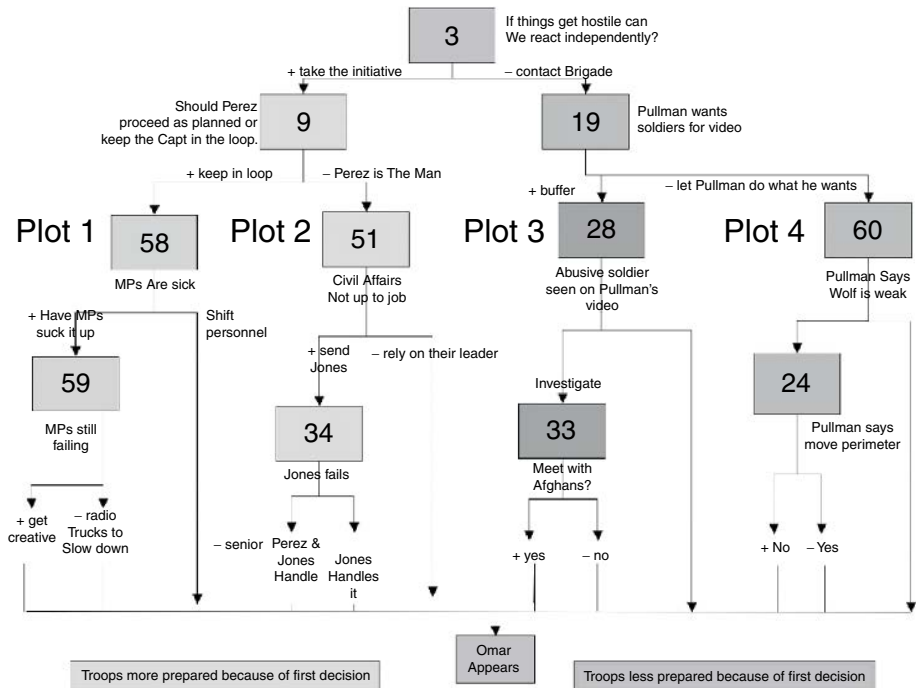 3
If things get hostile can
We react independently?
+ take the initiative
– contact Brigade
Should Perez
proceed as planned or
keep the Capt in the loop.
9
19
Pullman wants
soldiers for video
+ keep in loop
– Perez is The Man
+ buffer
– let Pullman do what he wants
Plot 1
58
MPs Are sick
Plot 2
51
Civil Affairs
Not up to job
Plot 3
28
Abusive soldier
seen on Pullman's
video
Plot 4
60
Pullman Says
Wolf is weak
+ Have MPs
suck it up
Shift
personnel
+ send
Jones
– rely on their leader
Investigate
59
MPs still
failing
34
Jones fails
33
Meet with
Afghans?
24
Pullman says
move perimeter
+ get
creative
– radio
Trucks to
Slow down
– senior
Perez &
Jones
Handle
Jones
Handles
it
+ yes
– no
+ No
– Yes
Omar
Appears
Troops more prepared because of first decision
Troops less prepared because of first decision